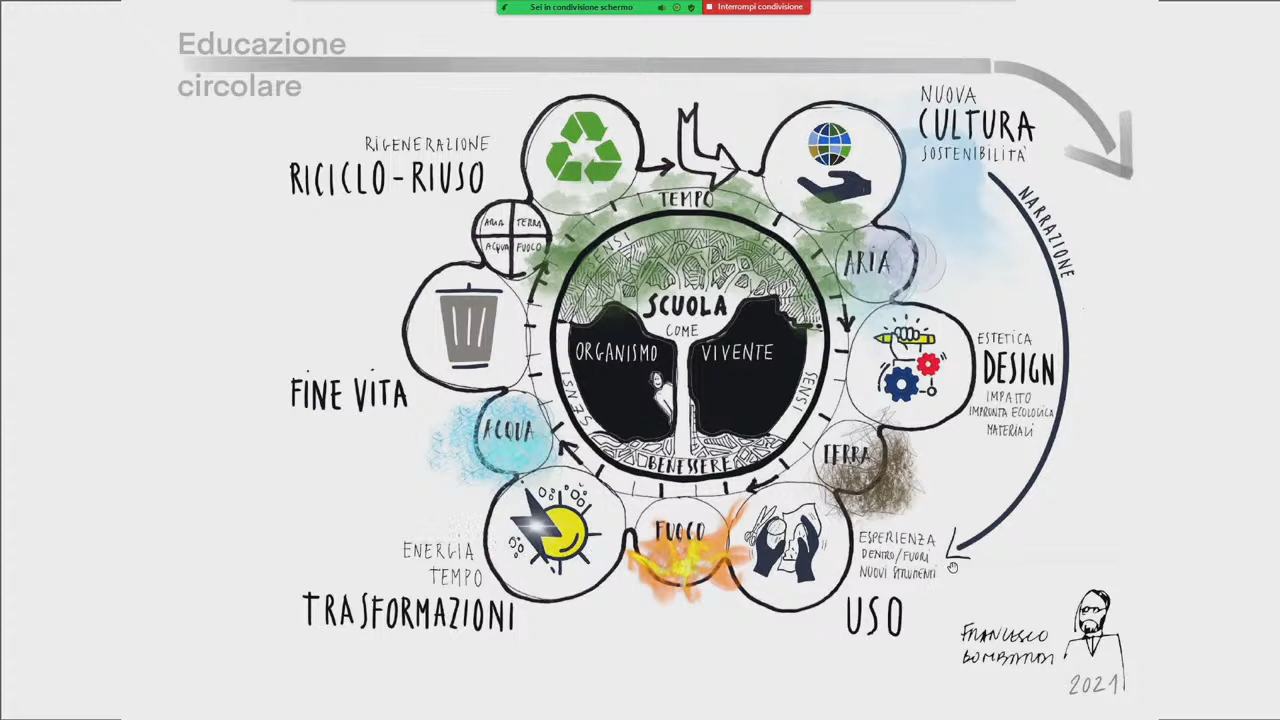 Sei in condivisione schermo
Interrompi condivisione
Educazione
circolare
NUOVA
CULTURA
SOSTENIBILITÀ
RIGENERAZIONE
RICICLO-RIUSO
TEMPO
NARRAZIONE
ARIA
TERRA
ACQUA
FUOCO
ARIA
SENSI
SENSI
SCUOLA
COME
ORGANISMO
VIVENTE
ESTETICA
DESIGN
IMPATTO
IMPRONTA ECOLOGICA
MATERIALI
FINE VITA
SENSI
SENSI
ACQUA
TERRA
BENESSERE
FUOCO
ESPERIENZA
DENTRO/FUORI
NUOVI STRUMENTI
ENERGIA
TEMPO
TRASFORMAZIONI
USO
FRANCESCO
BOMBARDI
2021